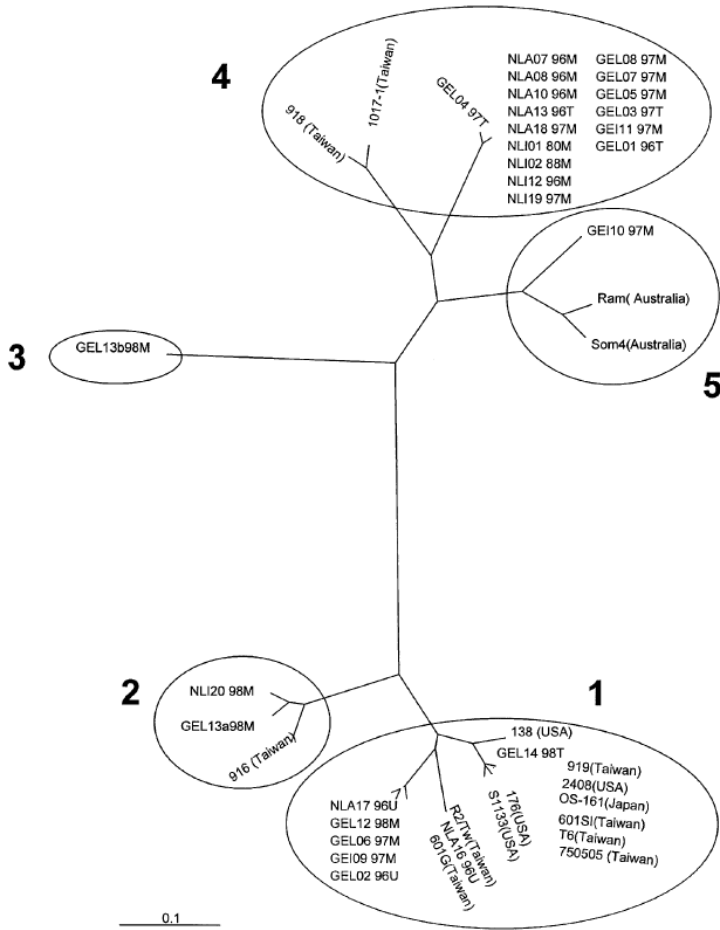 4
918 (Taiwan)
1017-1(Taiwan)
GEL04 97T
NLA07 96M GEL08 97M
NLA08 96M GEL07 97M
NLA10 96M GEL05 97M
NLA13 96T GEL03 97T
NLA18 97M GEI11 97M
NLI01 80M GEL01 96T
NLI02 88M
NLI12 96M
NLI19 97M
GEI10 97M
Ram( Australia)
Som4(Australia)
5
3
GEL13b98M
2
NLI20 98M
GEL13a98M
916 (Taiwan)
1
138 (USA)
GEL14 98T
176(USA)
S1133(USA)
919(Taiwan)
2408(USA)
OS-161(Japan)
601SI(Taiwan)
T6(Taiwan)
750505 (Taiwan)
R2/Tw(Taiwan)
NLA16 96U
601G(Taiwan)
NLA17 96U
GEL12 98M
GEL06 97M
GEI09 97M
GEL02 96U
0.1